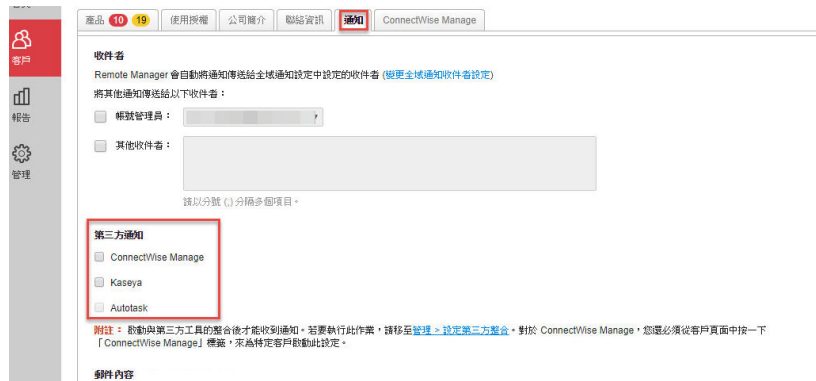 產品 10 19 使用授權 公司簡介 聯絡資訊 通知 ConnectWise Manage
客戶
報告
管理
收件者
Remote Manager 會自動將通知傳送給全域通知設定中設定的收件者 (變更全域通知收件者設定)
將其他通知傳送給以下收件者：
帳號管理員：
其他收件者：
請以分號 (;) 分隔多個項目。
第三方通知
ConnectWise Manage
Kaseya
Autotask
附註： 啟動與第三方工具的整合後才能收到通知。若要執行此作業，請移至管理 > 設定第三方整合。對於 ConnectWise Manage，您還必須從客戶頁面中按一下
「ConnectWise Manage」標籤，來為特定客戶啟動此設定。
郵件內容